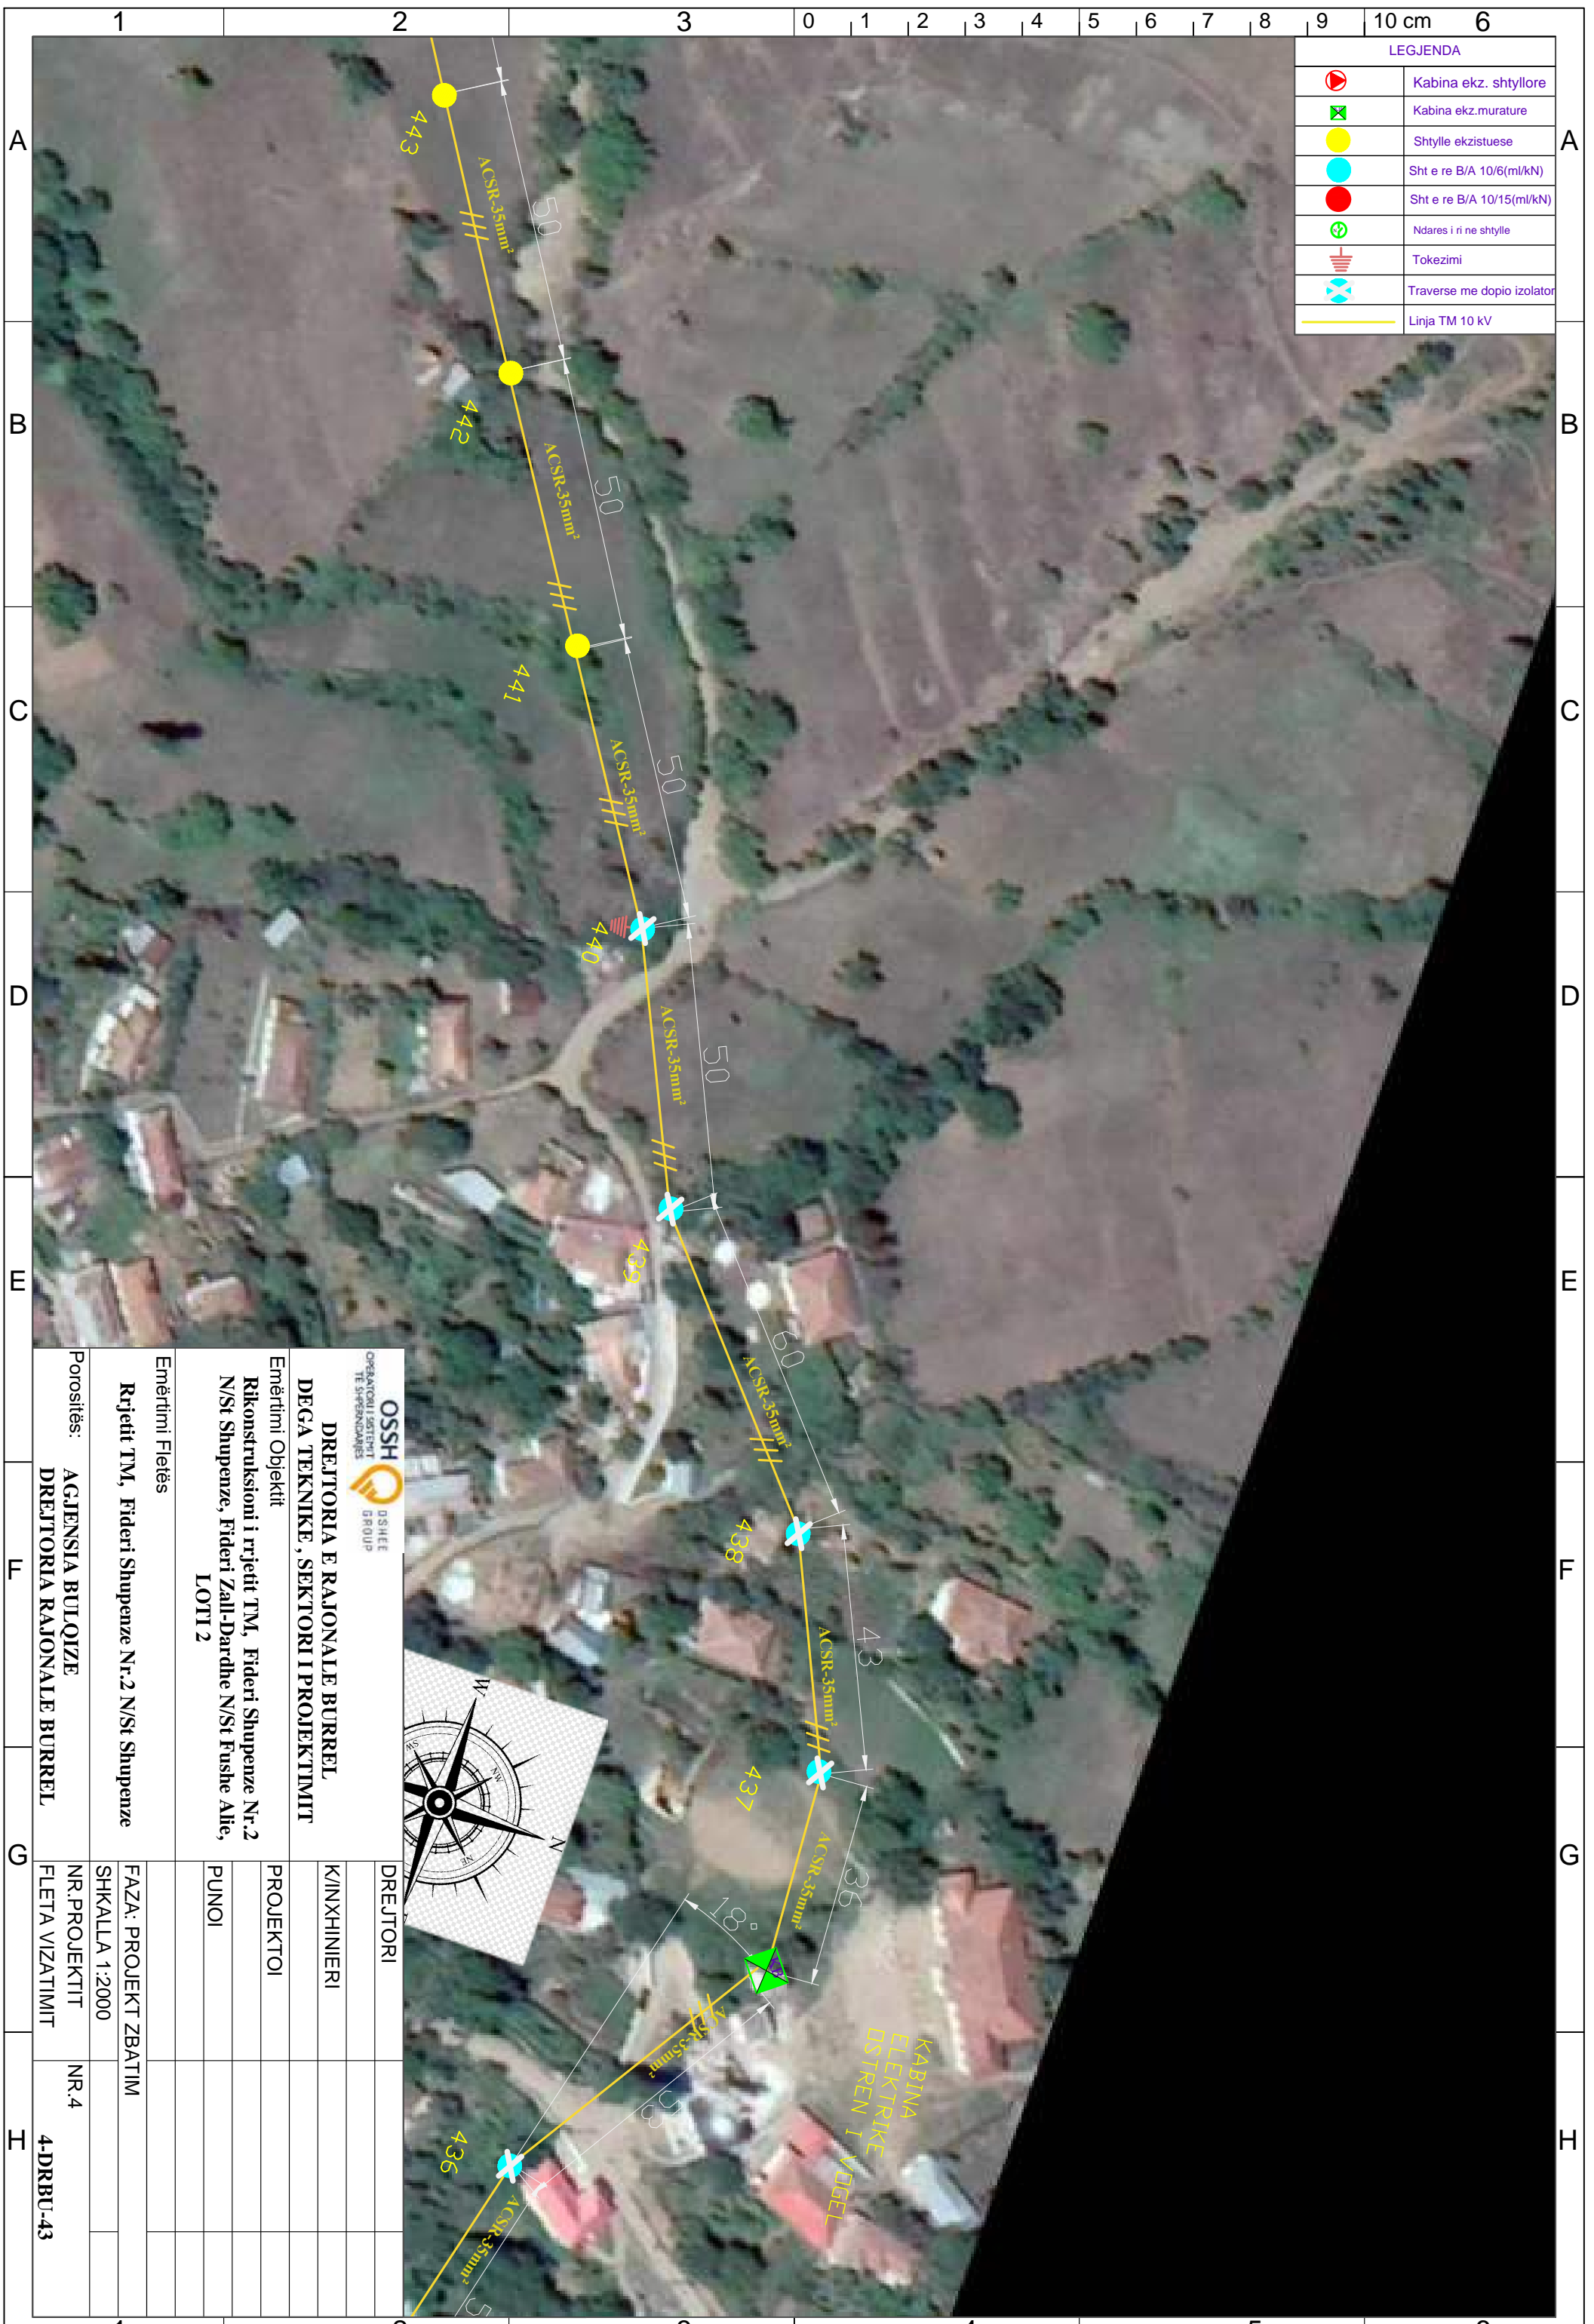 1 2 3 0 1 2 3 4 5 6 7 8 9 10 cm 6
LEGJENDA
Kabina ekz. shtyllore
Kabina ekz.murature
Shtylle ekzistuese
Sht e re B/A 10/6(ml/kN)
Sht e re B/A 10/15(ml/kN)
Ndares i ri ne shtylle
Tokezimi
Traverse me dopio izolator
Linja TM 10 kV
A A
B B
C C
D D
E E
F F
G G
H H
443
ACSR-35mm²
50
442
ACSR-35mm²
50
441
ACSR-35mm²
50
440
ACSR-35mm²
50
439
ACSR-35mm²
60
438
ACSR-35mm²
43
437
ACSR-35mm²
36
18°
ACSR-35mm²
53
KABINA
ELEKTRIKE
OSTREN I VOGEL
436
ACSR-35mm²
5
W
SW
NW
N
NE
OSSH
OPERATORI I SISTEMIT
TË SHPËRNDARJES
OSHEE
GROUP
DREJTORIA E RAJONALE BURREL
DEGA TEKNIKE , SEKTORI I PROJEKTIMIT
Emërtimi Objektit
Rikonstruksioni i rrjetit TM, Fideri Shupenze Nr.2
N/St Shupenze, Fideri Zall-Dardhe N/St Fushe Alie,
LOTI 2
Emërtimi Fletës
Rrjetit TM, Fideri Shupenze Nr.2 N/St Shupenze
Porositës:
AGJENSIA BULQIZE
DREJTORIA RAJONALE BURREL
DREJTORI
K/INXHINIERI
PROJEKTOI
PUNOI
FAZA: PROJEKT ZBATIM
SHKALLA 1:2000
NR.PROJEKTIT NR.4
FLETA VIZATIMIT 4-DRBU-43